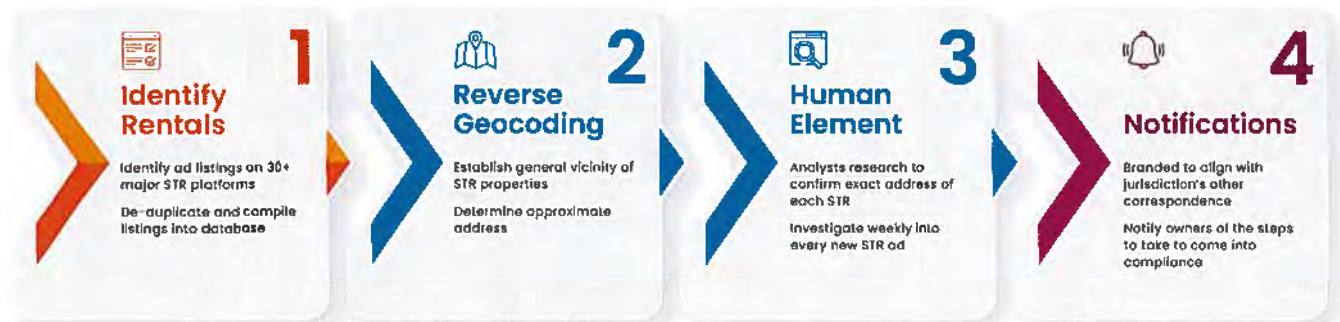 1
Identify
Rentals
Identify ad listings on 30+
major STR platforms
De-duplicate and compile
listings into database
2
Reverse
Geocoding
Establish general vicinity of
STR properties
Determine approximate
address
3
Human
Element
Analysts research to
confirm exact address of
each STR
Investigate weekly into
every new STR ad
4
Notifications
Branded to align with
jurisdiction's other
correspondence
Notify owners of the steps
to take to come into
compliance